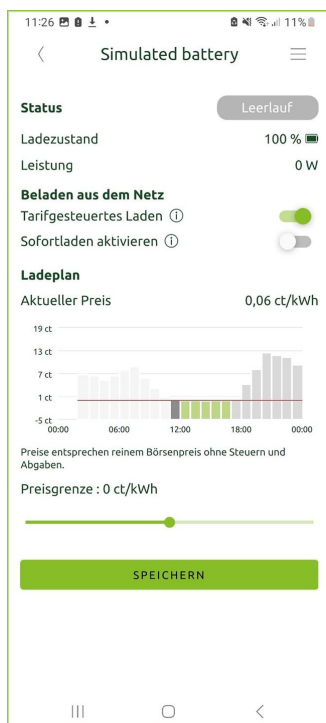 11:26 11%
Simulated battery
Status Leerlauf
Ladezustand 100 %
Leistung 0 W
Beladen aus dem Netz
Tarifgesteuertes Laden
Sofortladen aktivieren
Ladeplan
Aktueller Preis 0,06 ct/kWh
19 ct
13 ct
7 ct
1 ct
-5 ct
00:00 06:00 12:00 18:00 00:00
Preise entsprechen reinem Börsenpreis ohne Steuern und
Abgaben.
Preisgrenze : 0 ct/kWh
SPEICHERN